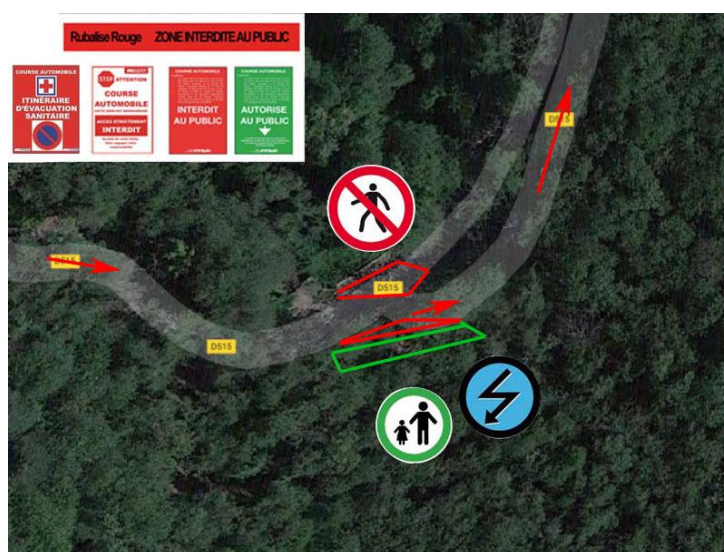 Rubalise Rouge ZONE INTERDITE AU PUBLIC
COURSE AUTOMOBILE
ITINÉRAIRE
D'ÉVACUATION
SANITAIRE
STOP ATTENTION
COURSE
AUTOMOBILE
ACCES STRICTEMENT
INTERDIT
COURSE AUTOMOBILE
INTERDIT
AU PUBLIC
COURSE AUTOMOBILE
AUTORISE
AU PUBLIC
D515
D515
D515
D515